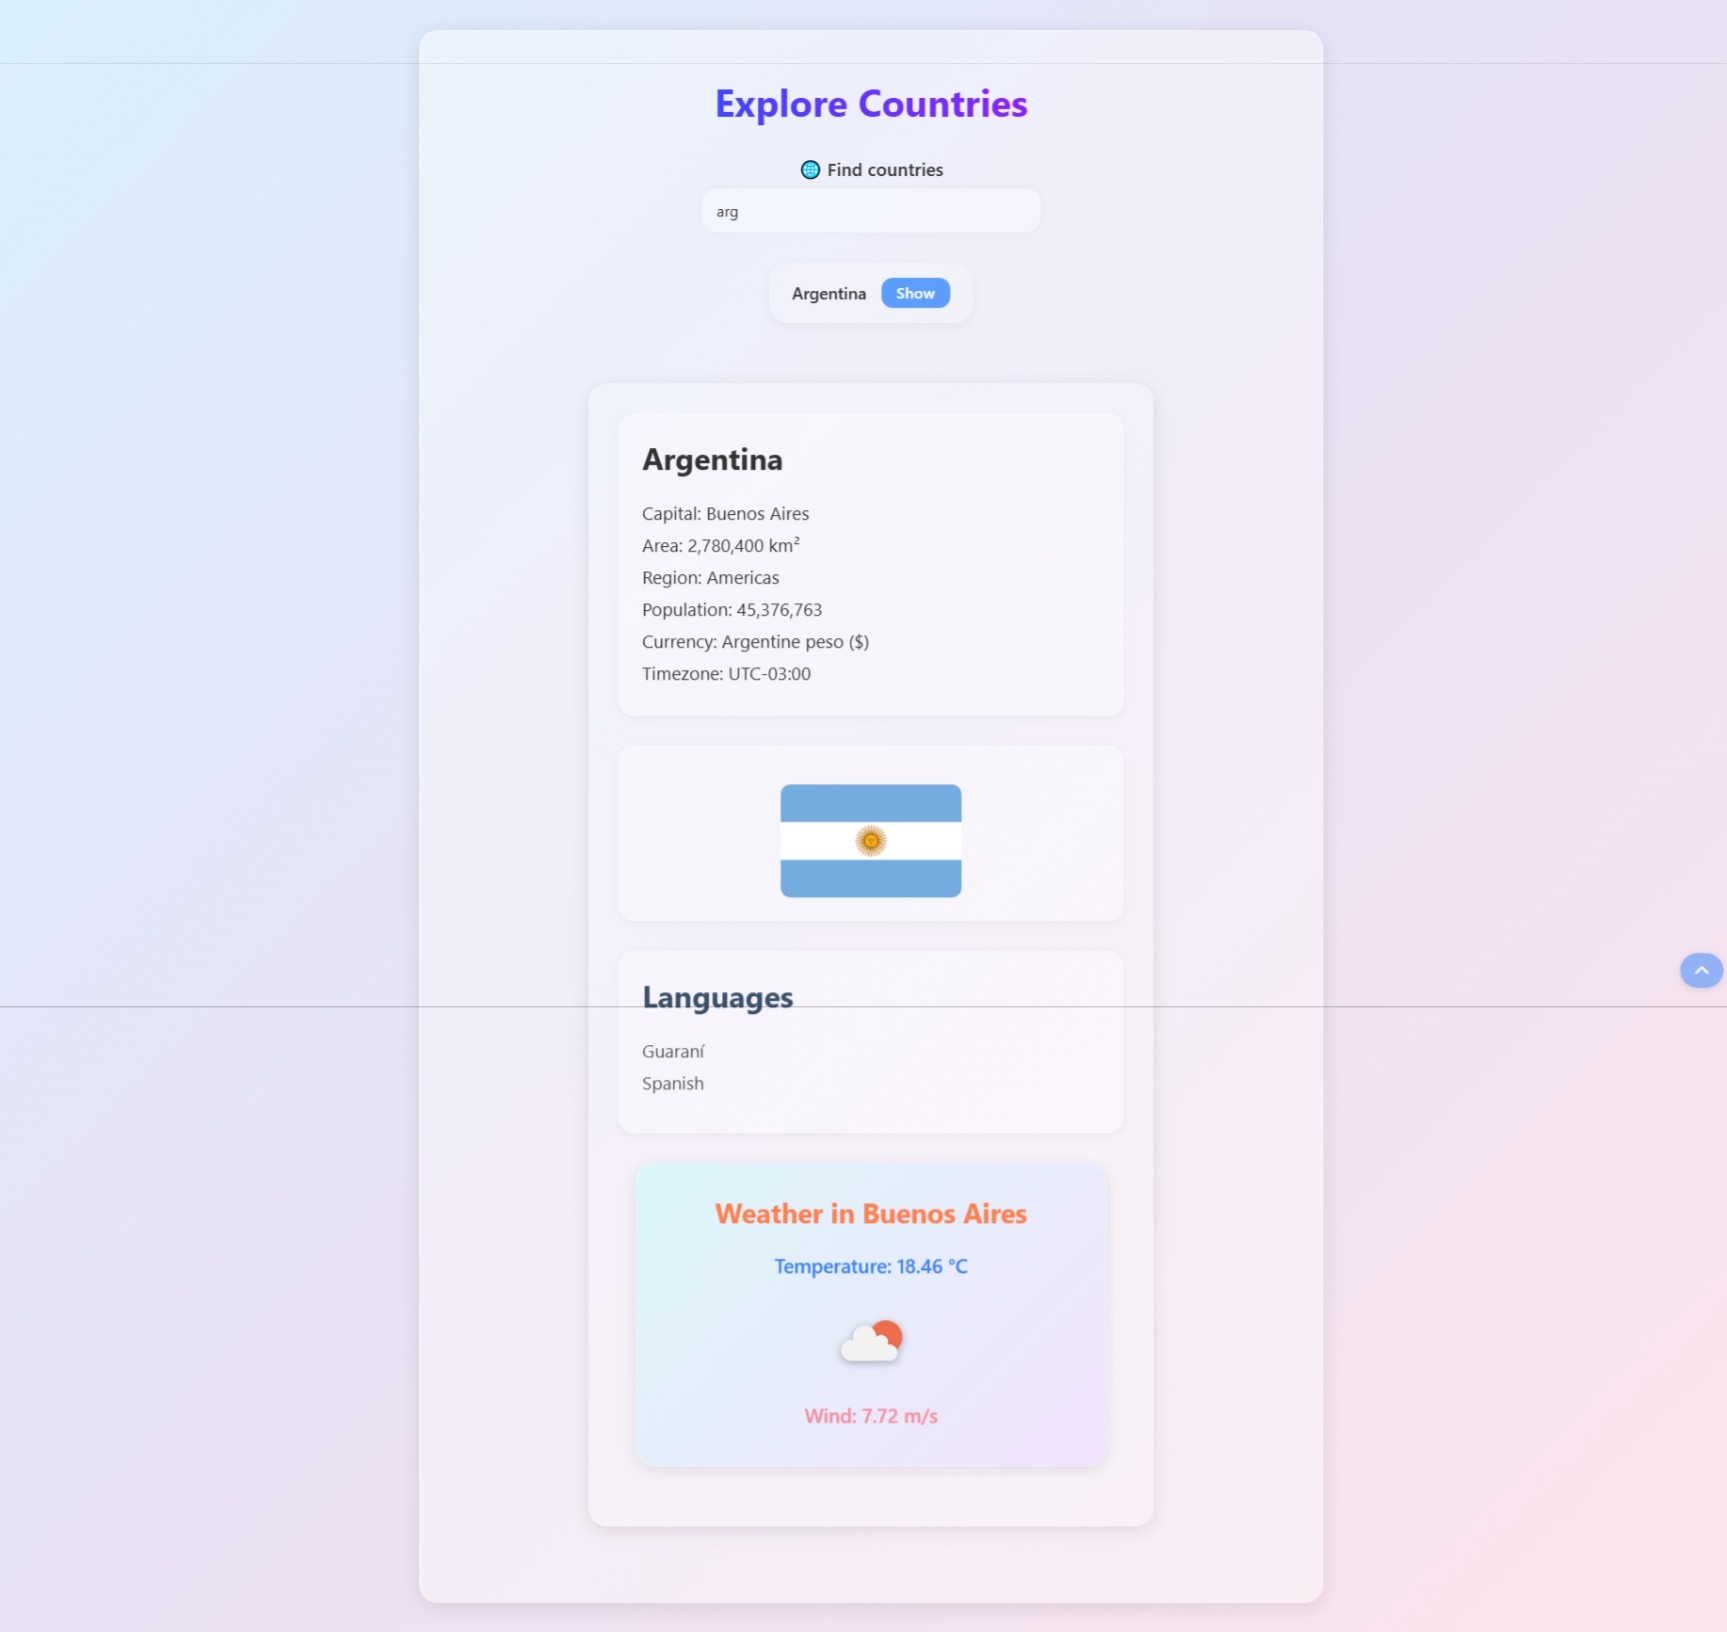 Explore Countries
Find countries
arg
Argentina Show
Argentina
Capital: Buenos Aires
Area: 2,780,400 km²
Region: Americas
Population: 45,376,763
Currency: Argentine peso ($)
Timezone: UTC-03:00
Languages
Guaraní
Spanish
Weather in Buenos Aires
Temperature: 18.46 °C
Wind: 7.72 m/s